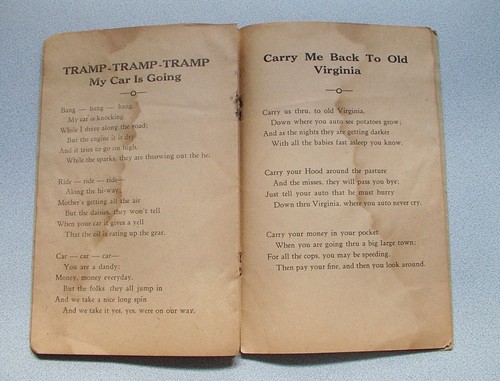 TRAMP-TRAMP-TRAMP
My Car Is Going
Bang — bang — bang,
My car is knocking
While I there along the road;
But the engine it is dry
And it tries to go on high,
While the sparks, they are throwing out the he.
Ride — ride — ride—
Along the hi-way,
Mother's getting all the air
But the daisies, they won't tell
When your car it gives a yell
That the oil is eating up the gear.
Car — car — car—
You are a dandy;
Money, money everyday,
But the folks they all jump in
And we take a nice long spin
And we take it yes, yes, were on our way.
Carry Me Back To Old
Virginia
Carry us thru, to old Virginia,
Down where you auto see potatoes grow;
And as the nights they are getting darker
With all the babies fast asleep you know.
Carry your Hood around the pasture
And the misses, they will pass you bye;
Just tell your auto that he must hurry
Down thru Virginia, where you auto never cry.
Carry your money in your pocket
When you are going thru a big large town;
For all the cops, you may be speeding,
Then pay your fine, and then you look around.